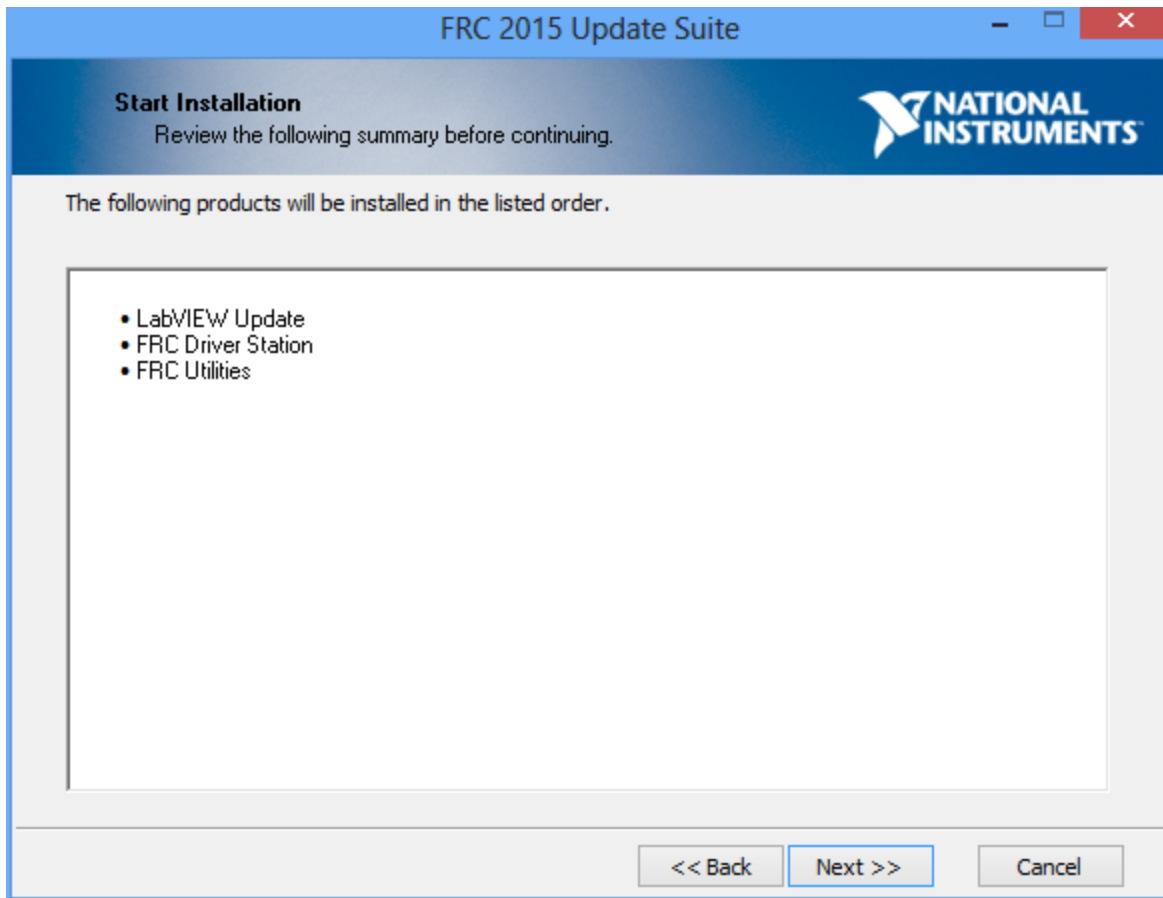 FRC 2015 Update Suite
Start Installation
Review the following summary before continuing.
NATIONAL
INSTRUMENTS™
The following products will be installed in the listed order.
• LabVIEW Update
• FRC Driver Station
• FRC Utilities
<< Back
Next >>
Cancel